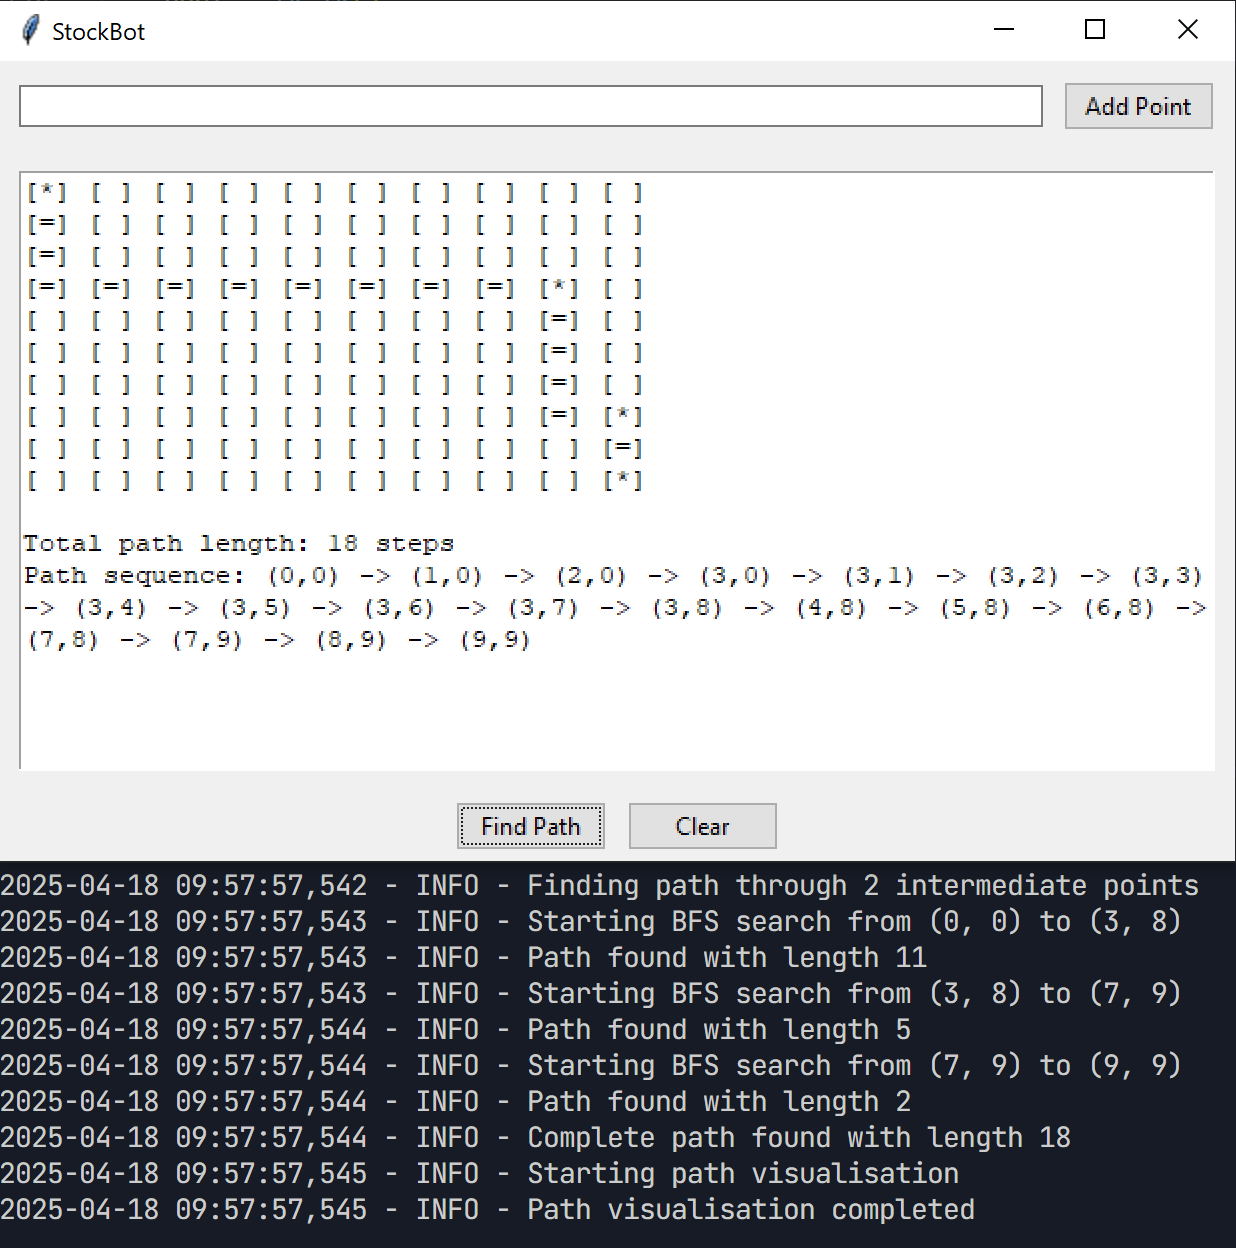 StockBot
Add Point
[*] [ ] [ ] [ ] [ ] [ ] [ ] [ ] [ ] [ ]
[=] [ ] [ ] [ ] [ ] [ ] [ ] [ ] [ ] [ ]
[=] [ ] [ ] [ ] [ ] [ ] [ ] [ ] [ ] [ ]
[=] [=] [=] [=] [=] [=] [=] [=] [*] [ ]
[ ] [ ] [ ] [ ] [ ] [ ] [ ] [ ] [=] [ ]
[ ] [ ] [ ] [ ] [ ] [ ] [ ] [ ] [=] [ ]
[ ] [ ] [ ] [ ] [ ] [ ] [ ] [ ] [=] [ ]
[ ] [ ] [ ] [ ] [ ] [ ] [ ] [ ] [=] [*]
[ ] [ ] [ ] [ ] [ ] [ ] [ ] [ ] [ ] [=]
[ ] [ ] [ ] [ ] [ ] [ ] [ ] [ ] [ ] [*]
Total path length: 18 steps
Path sequence: (0,0) -> (1,0) -> (2,0) -> (3,0) -> (3,1) -> (3,2) -> (3,3)
-> (3,4) -> (3,5) -> (3,6) -> (3,7) -> (3,8) -> (4,8) -> (5,8) -> (6,8) ->
(7,8) -> (7,9) -> (8,9) -> (9,9)
Find Path
Clear
2025-04-18 09:57:57,542 - INFO - Finding path through 2 intermediate points
2025-04-18 09:57:57,543 - INFO - Starting BFS search from (0, 0) to (3, 8)
2025-04-18 09:57:57,543 - INFO - Path found with length 11
2025-04-18 09:57:57,543 - INFO - Starting BFS search from (3, 8) to (7, 9)
2025-04-18 09:57:57,544 - INFO - Path found with length 5
2025-04-18 09:57:57,544 - INFO - Starting BFS search from (7, 9) to (9, 9)
2025-04-18 09:57:57,544 - INFO - Path found with length 2
2025-04-18 09:57:57,544 - INFO - Complete path found with length 18
2025-04-18 09:57:57,545 - INFO - Starting path visualisation
2025-04-18 09:57:57,545 - INFO - Path visualisation completed